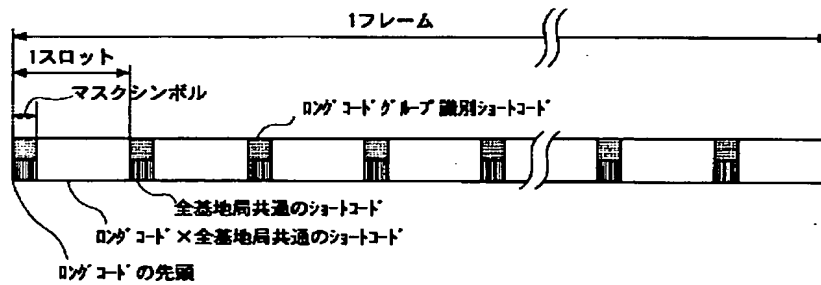 1フレーム
1スロット
マスクシンボル
ロングコードグループ識別ショートコード
全基地局共通のショートコード
ロングコード×全基地局共通のショートコード
ロングコードの先頭